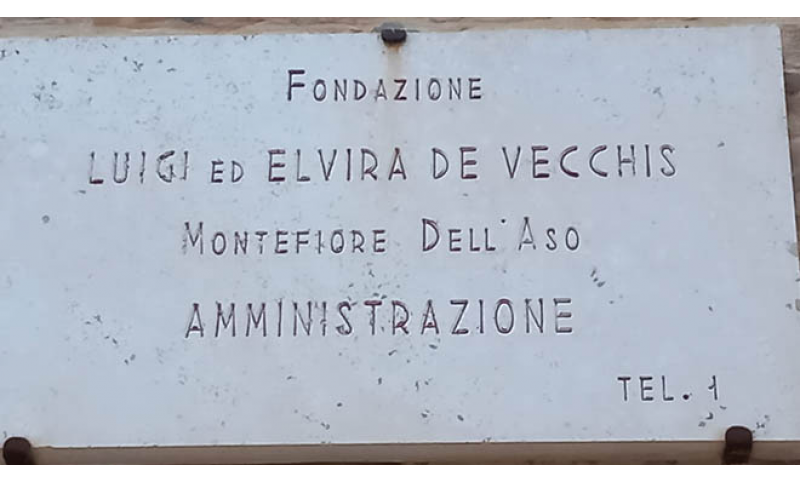 FONDAZIONE
LUIGI ED ELVIRA DE VECCHIS
MONTEFIORE DELL'ASO
AMMINISTRAZIONE
TEL. 1